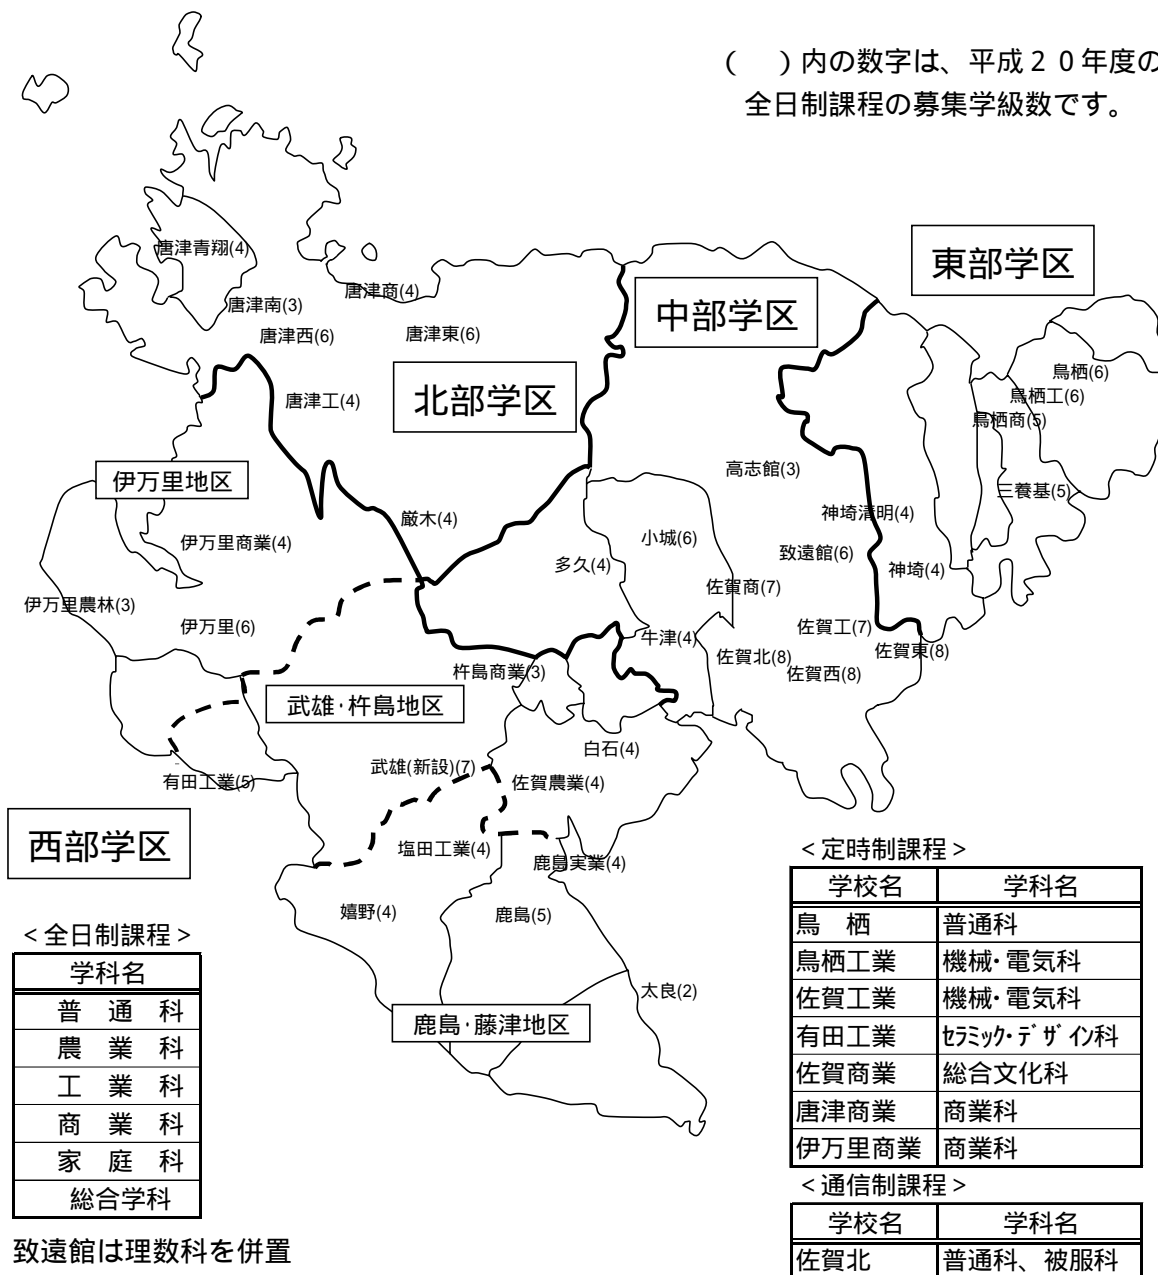 ( )内の数字は、平成２０年度の
全日制課程の募集学級数です。
東部学区
中部学区
北部学区
西部学区
伊万里地区
武雄･杵島地区
鹿島･藤津地区
唐津青翔(4)
唐津南(3)
唐津商(4)
唐津西(6)
唐津東(6)
唐津工(4)
厳木(4)
鳥栖(6)
鳥栖工(6)
鳥栖商(5)
三養基(5)
高志館(3)
神埼清明(4)
小城(6)
致遠館(6)
多久(4)
神埼(4)
佐賀商(7)
佐賀工(7)
牛津(4)
佐賀北(8)
佐賀東(8)
佐賀西(8)
伊万里商業(4)
伊万里農林(3)
伊万里(6)
杵島商業(3)
白石(4)
武雄(新設)(7)
佐賀農業(4)
有田工業(5)
塩田工業(4)
鹿島実業(4)
嬉野(4)
鹿島(5)
太良(2)
＜全日制課程＞
学科名
普　通　科
農　業　科
工　業　科
商　業　科
家　庭　科
総合学科
致遠館は理数科を併置
＜定時制課程＞
学校名 学科名
鳥　栖 普通科
鳥栖工業 機械･電気科
佐賀工業 機械･電気科
有田工業 ｾﾗﾐｯｸ･ﾃﾞｻﾞｲﾝ科
佐賀商業 総合文化科
唐津商業 商業科
伊万里商業 商業科
＜通信制課程＞
学校名 学科名
佐賀北 普通科、被服科